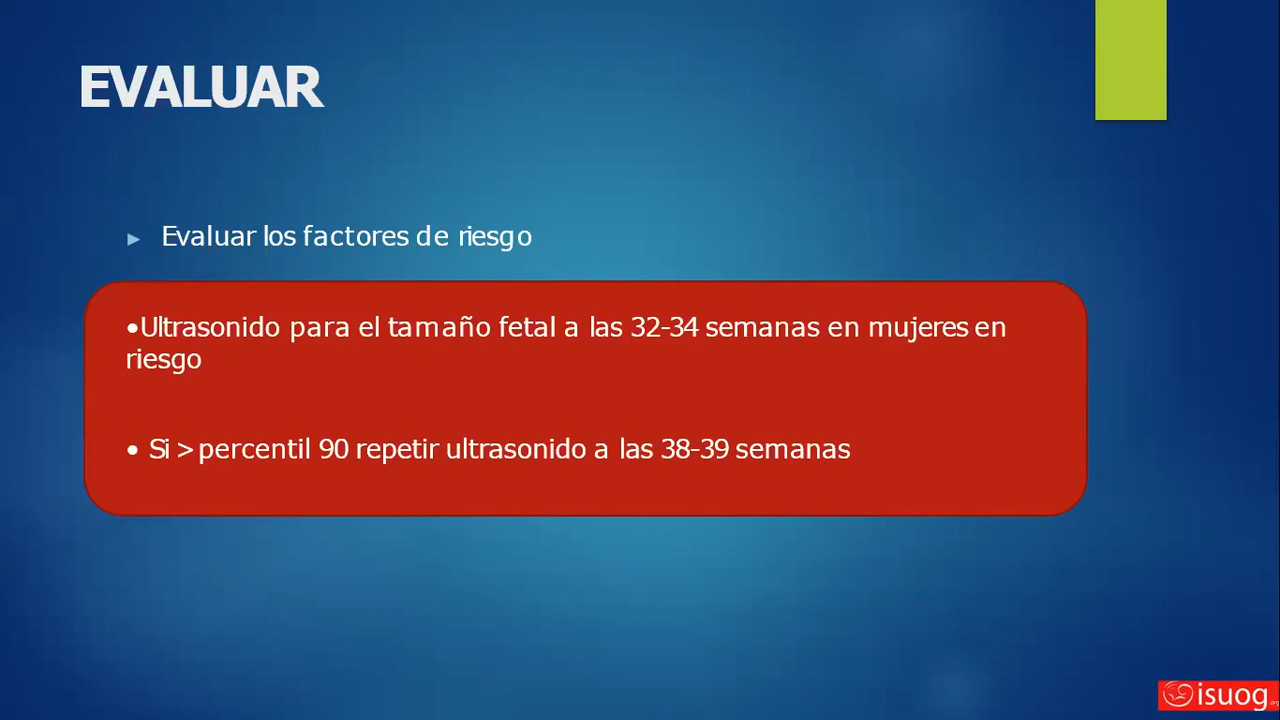 EVALUAR
► Evaluar los factores de riesgo
•Ultrasonido para el tamaño fetal a las 32-34 semanas en mujeres en
riesgo
• Si > percentil 90 repetir ultrasonido a las 38-39 semanas
isuog